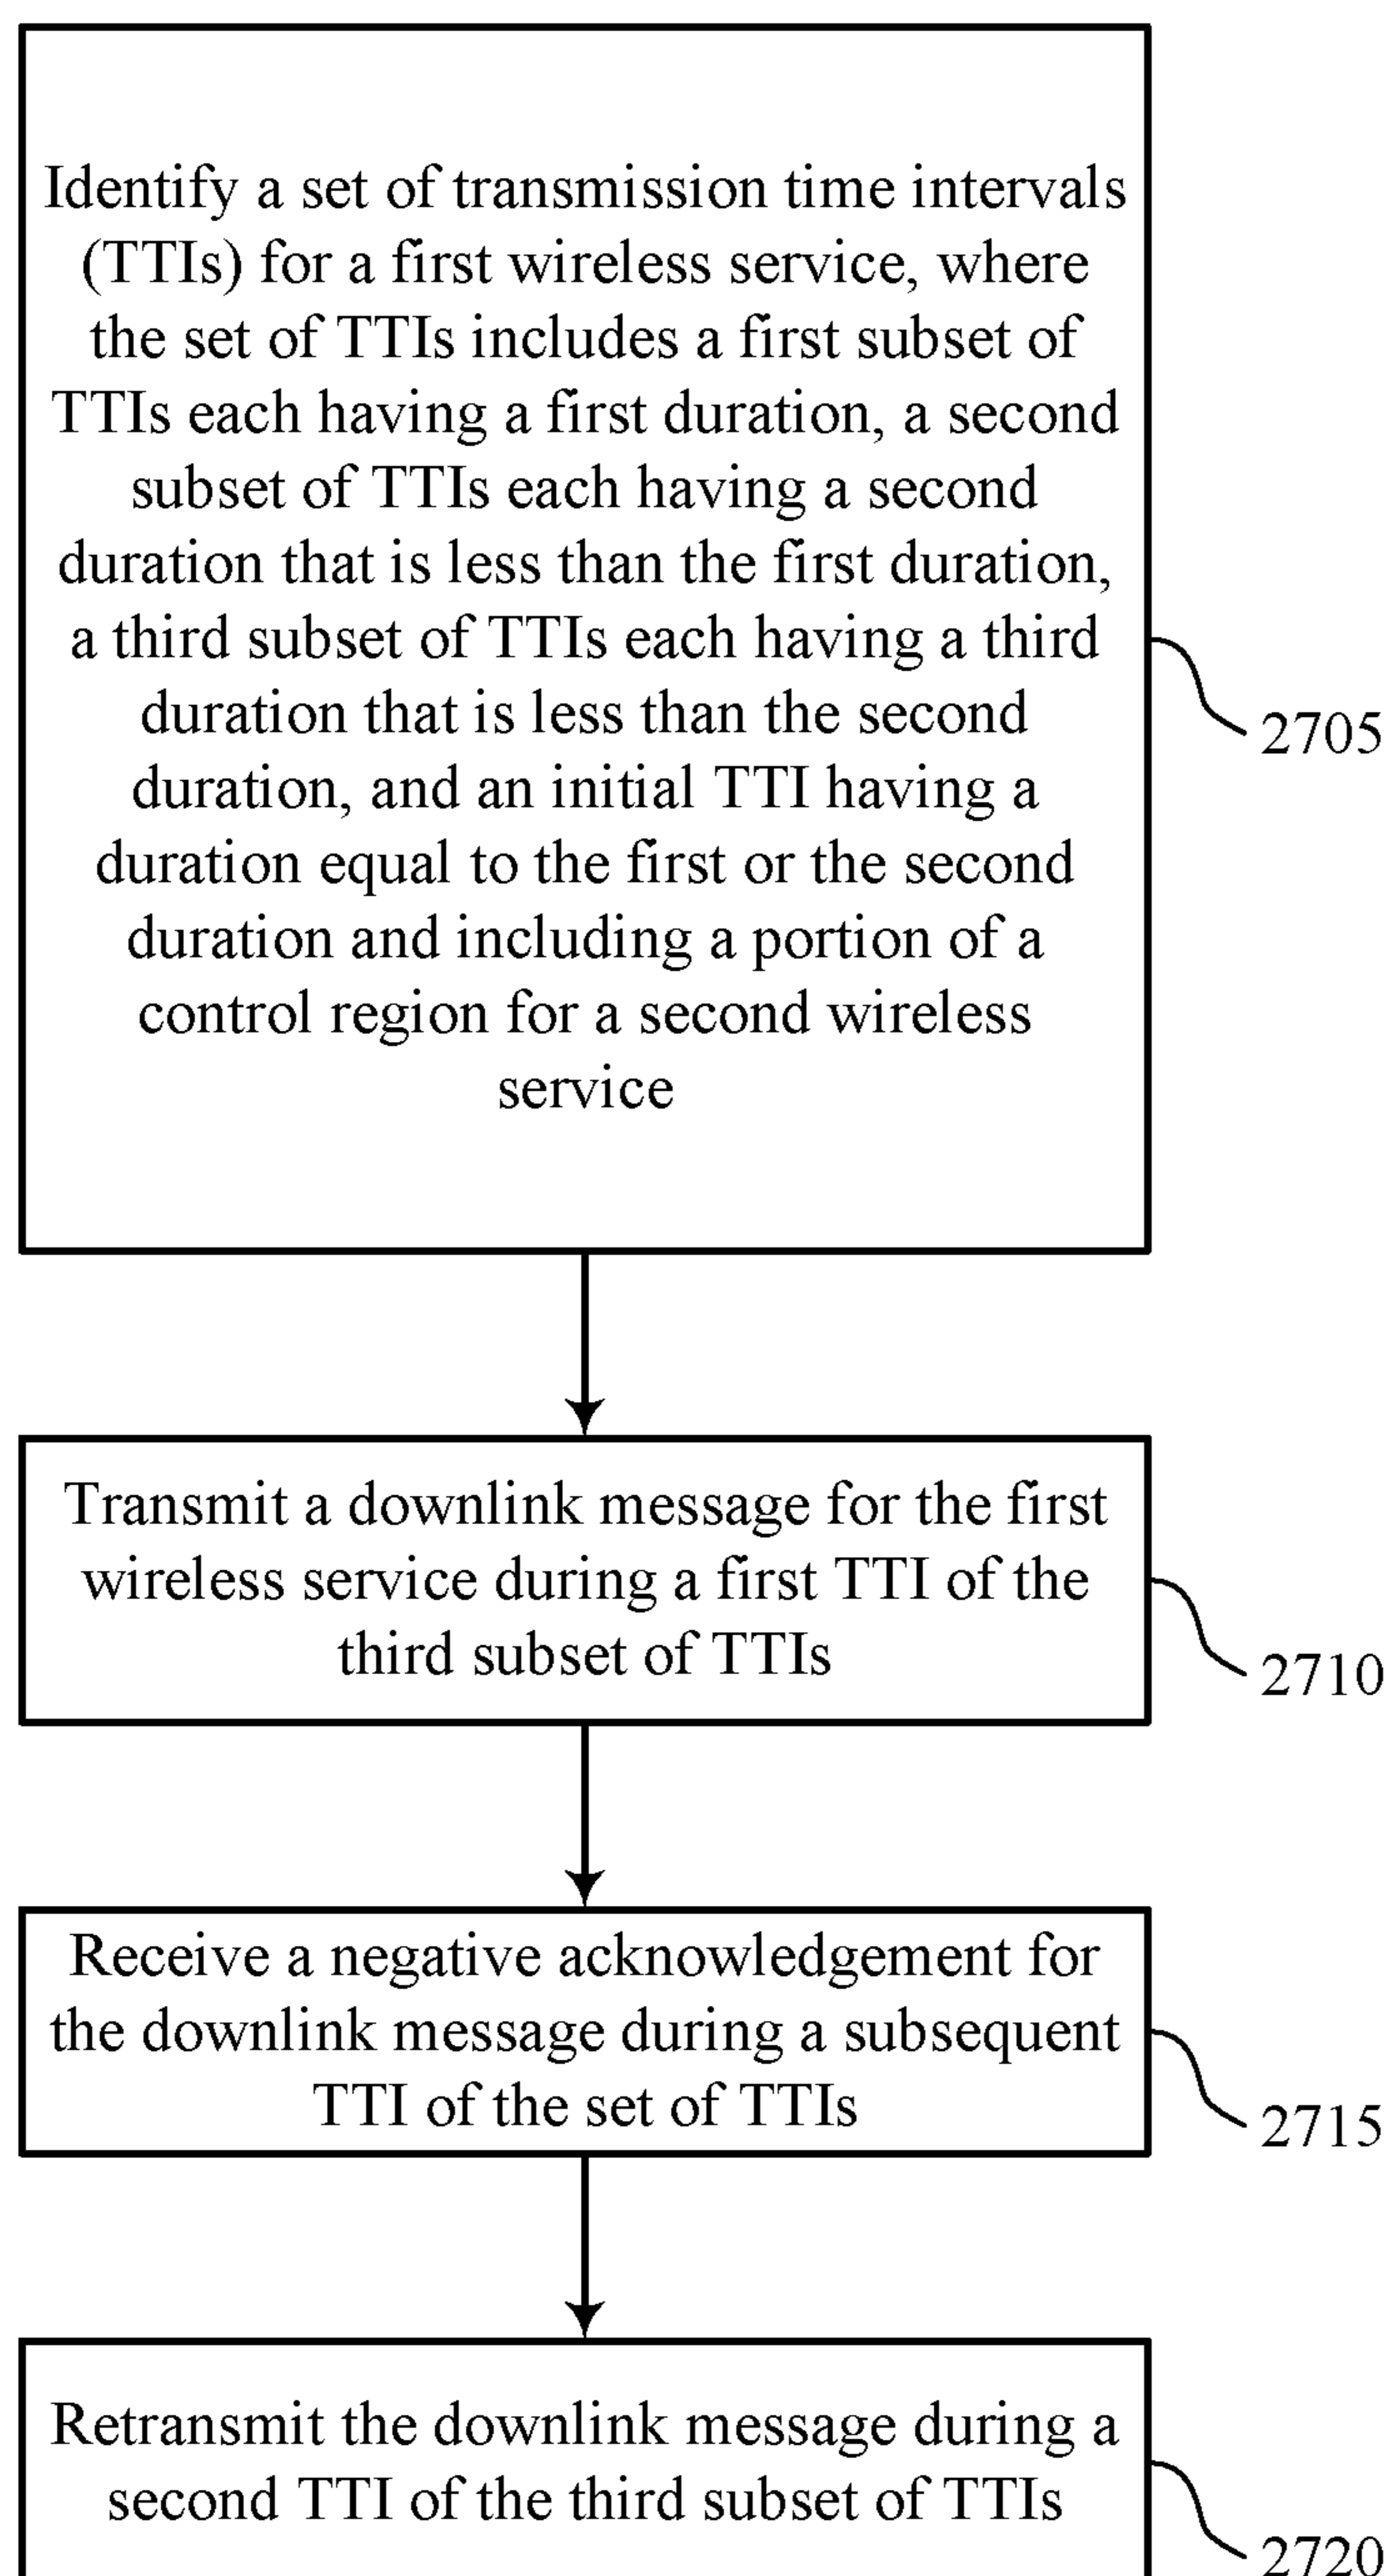 Identify a set of transmission time intervals
(TTIs) for a first wireless service, where
the set of TTIs includes a first subset of
TTIs each having a first duration, a second
subset of TTIs each having a second
duration that is less than the first duration,
a third subset of TTIs each having a third
duration that is less than the second
duration, and an initial TTI having a
duration equal to the first or the second
duration and including a portion of a
control region for a second wireless
service
2705
Transmit a downlink message for the first
wireless service during a first TTI of the
third subset of TTIs
2710
Receive a negative acknowledgement for
the downlink message during a subsequent
TTI of the set of TTIs
2715
Retransmit the downlink message during a
second TTI of the third subset of TTIs
2720